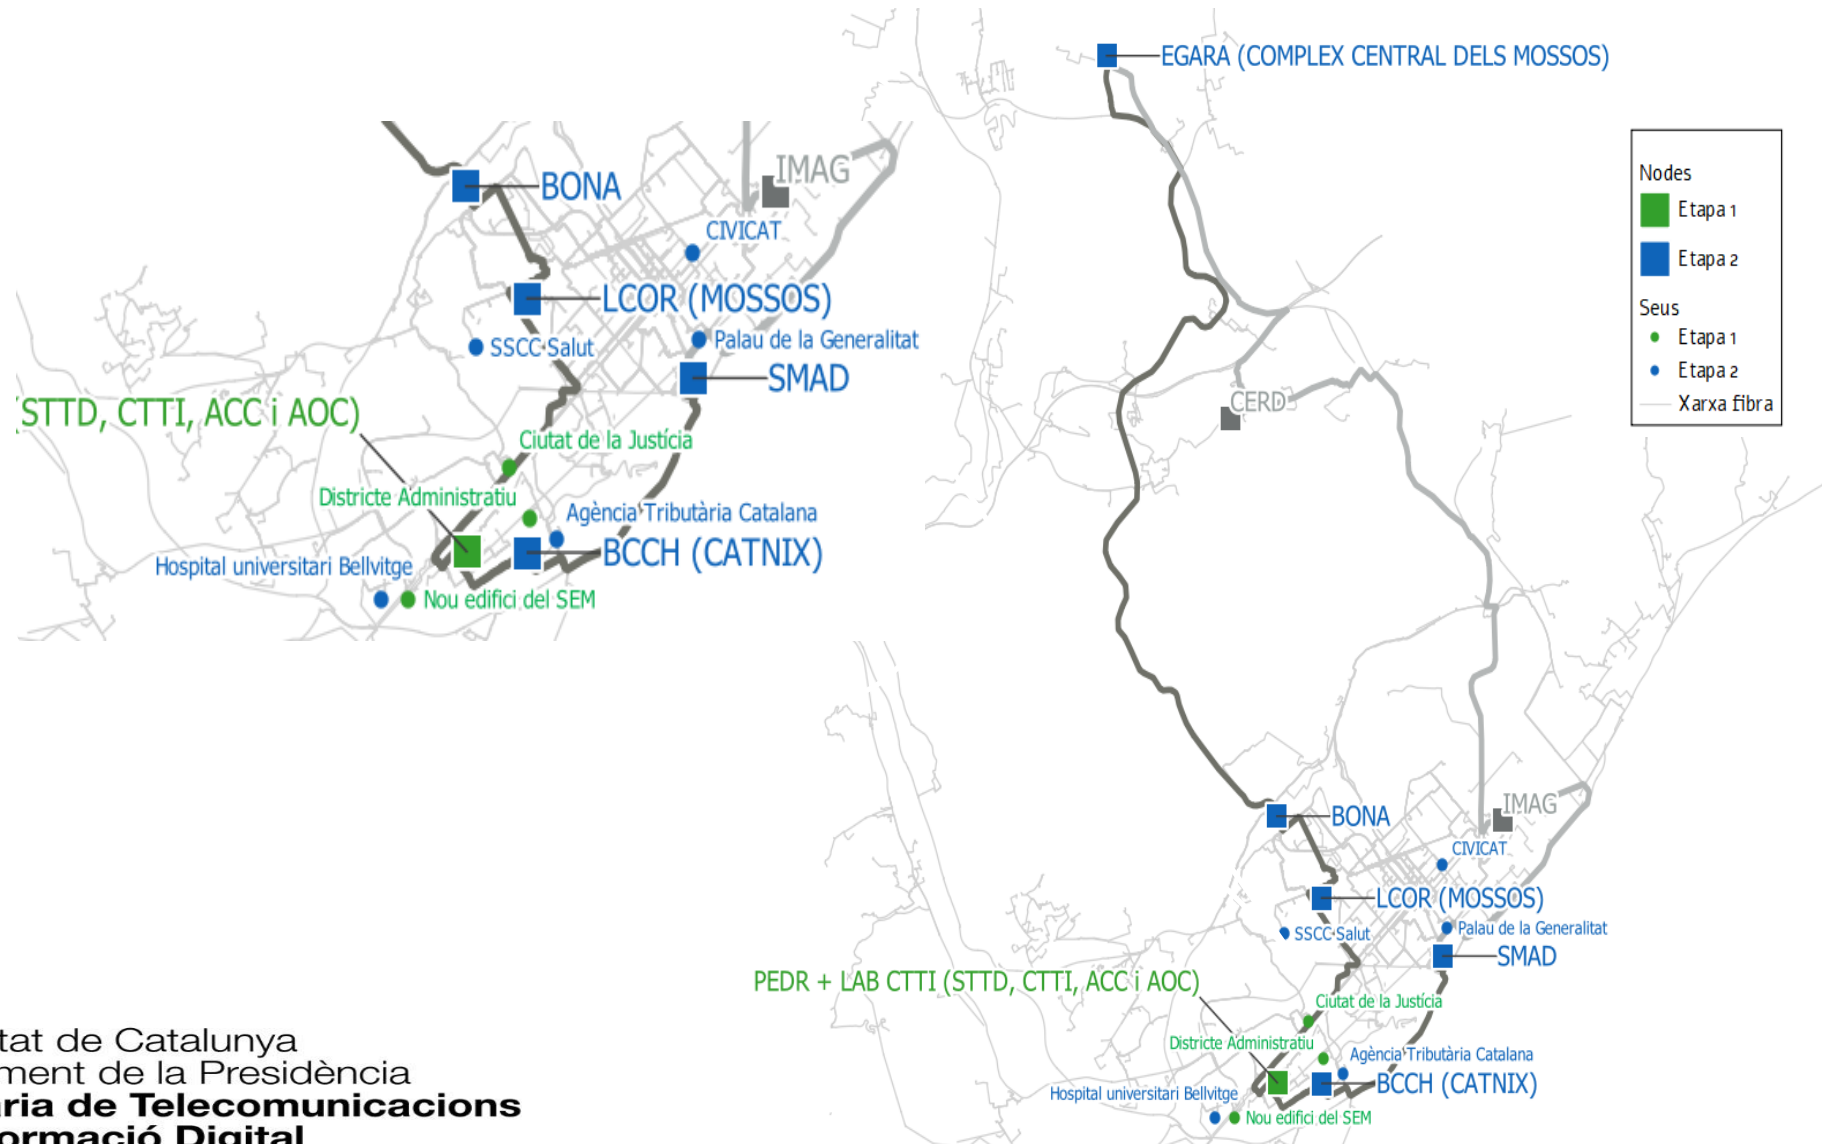 EGARA (COMPLEX CENTRAL DELS MOSSOS)
Nodes
Etapa 1
Etapa 2
Seus
Etapa 1
Etapa 2
Xarxa fibra
IMAG
BONA
CIVICAT
LCOR (MOSSOS)
Palau de la Generalitat
SSCC Salut
SMAD
(STTD, CTTI, ACC i AOC)
Ciutat de la Justícia
Districte Administratiu
Agència Tributària Catalana
BCCH (CATNIX)
Hospital universitari Bellvitge
Nou edifici del SEM
CERD
IMAG
BONA
CIVICAT
LCOR (MOSSOS)
Palau de la Generalitat
SSCC Salut
SMAD
PEDR + LAB CTTI (STTD, CTTI, ACC i AOC)
Ciutat de la Justícia
Districte Administratiu
Agència Tributària Catalana
BCCH (CATNIX)
Hospital universitari Bellvitge
Nou edifici del SEM
tat de Catalunya
ment de la Presidència
ria de Telecomunicacions
ormació Digital